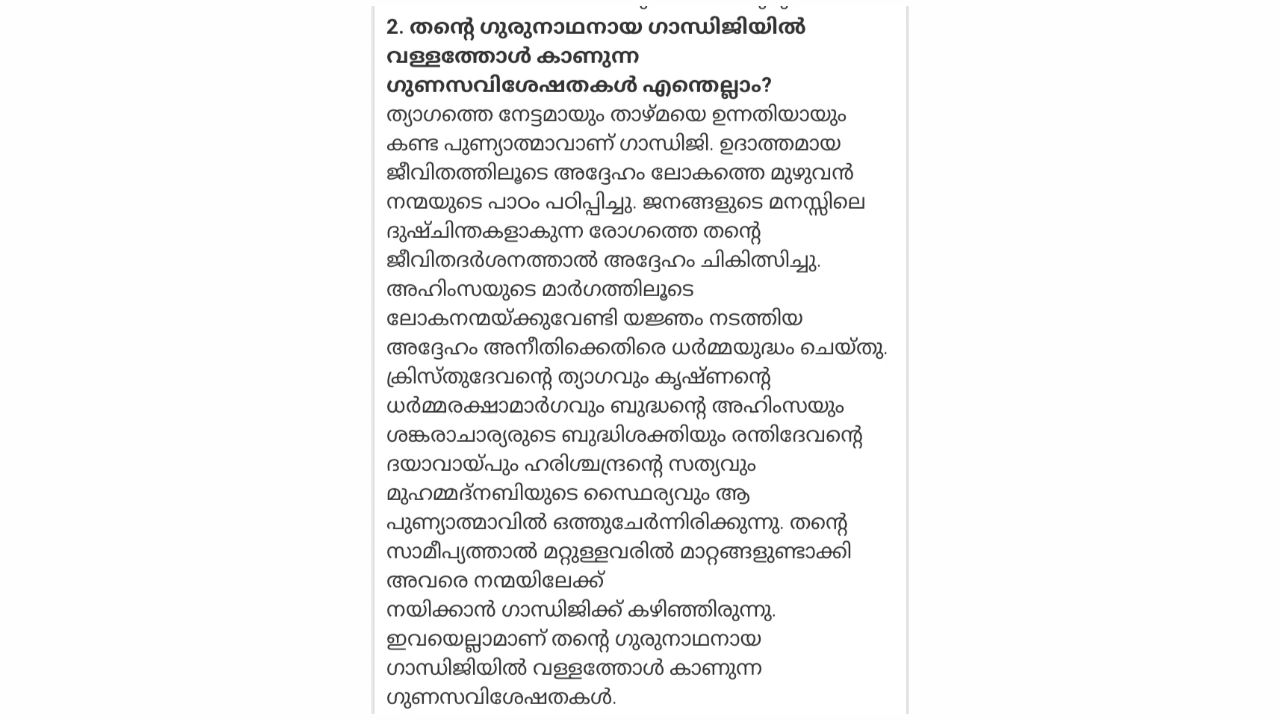 2. തന്റെ ഗുരുനാഥനായ ഗാന്ധിജിയിൽ
വള്ളത്തോൾ കാണുന്ന
ഗുണസവിശേഷതകൾ എന്തെല്ലാം?
ത്യാഗത്തെ നേട്ടമായും താഴ്മയെ ഉന്നതിയായും
കണ്ട പുണ്യാത്മാവാണ് ഗാന്ധിജി. ഉദാത്തമായ
ജീവിതത്തിലൂടെ അദ്ദേഹം ലോകത്തെ മുഴുവൻ
നന്മയുടെ പാഠം പഠിപ്പിച്ചു. ജനങ്ങളുടെ മനസ്സിലെ
ദുഷ്ചിന്തകളാകുന്ന രോഗത്തെ തന്റെ
ജീവിതദർശനത്താൽ അദ്ദേഹം ചികിത്സിച്ചു.
അഹിംസയുടെ മാർഗത്തിലൂടെ
ലോകനന്മയ്ക്കുവേണ്ടി യജ്ഞം നടത്തിയ
അദ്ദേഹം അനീതിക്കെതിരെ ധർമ്മയുദ്ധം ചെയ്തു.
ക്രിസ്തുദേവന്റെ ത്യാഗവും കൃഷ്ണന്റെ
ധർമ്മരക്ഷാമാർഗവും ബുദ്ധന്റെ അഹിംസയും
ശങ്കരാചാര്യരുടെ ബുദ്ധിശക്തിയും രന്തിദേവന്റെ
ദയാവായ്പും ഹരിശ്ചന്ദ്രന്റെ സത്യവും
മുഹമ്മദ്നബിയുടെ സ്ഥൈര്യവും ആ
പുണ്യാത്മാവിൽ ഒത്തുചേർന്നിരിക്കുന്നു. തന്റെ
സാമീപ്യത്താൽ മറ്റുള്ളവരിൽ മാറ്റങ്ങളുണ്ടാക്കി
അവരെ നന്മയിലേക്ക്
നയിക്കാൻ ഗാന്ധിജിക്ക് കഴിഞ്ഞിരുന്നു.
ഇവയെല്ലാമാണ് തന്റെ ഗുരുനാഥനായ
ഗാന്ധിജിയിൽ വള്ളത്തോൾ കാണുന്ന
ഗുണസവിശേഷതകൾ.